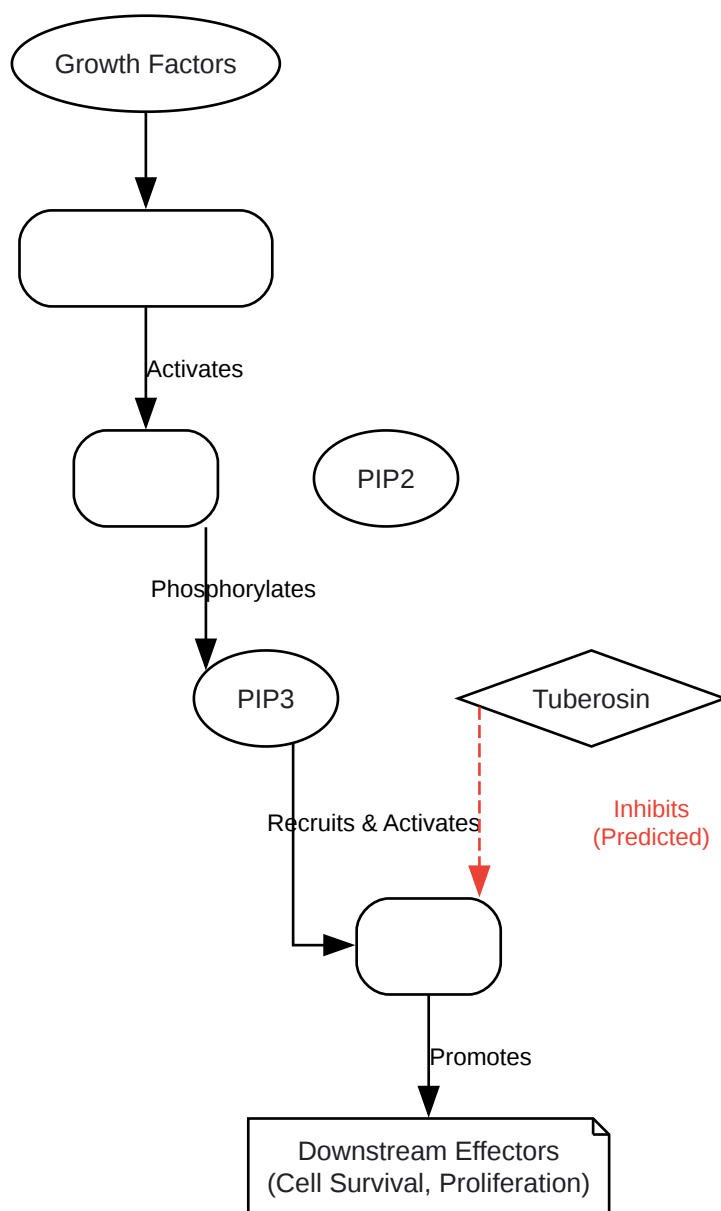 Growth Factors
Activates
PIP2
Phosphorylates
PIP3
Tuberosin
Inhibits
(Predicted)
Recruits & Activates
Promotes
Downstream Effectors
(Cell Survival, Proliferation)